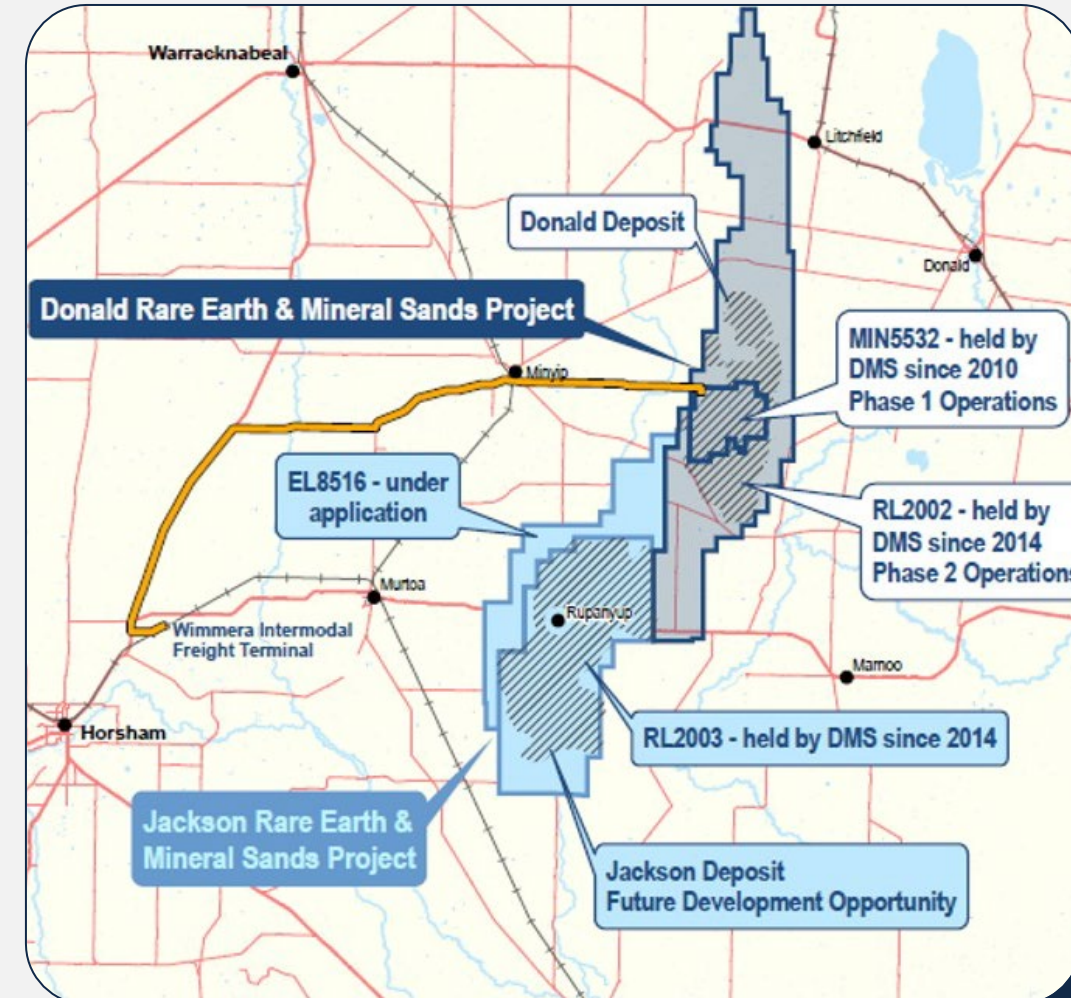 Warracknabeal
Litchfield
Donald Deposit
Donald
Donald Rare Earth & Mineral Sands Project
MIN5532 - held by
DMS since 2010
Phase 1 Operations
Minyip
EL8516 - under
application
RL2002 - held by
DMS since 2014
Phase 2 Operations
Murtoa
Rupanyup
Wimmera Intermodal
Freight Terminal
Marnoo
Horsham
RL2003 - held by DMS since 2014
Jackson Rare Earth &
Mineral Sands Project
Jackson Deposit
Future Development Opportunity